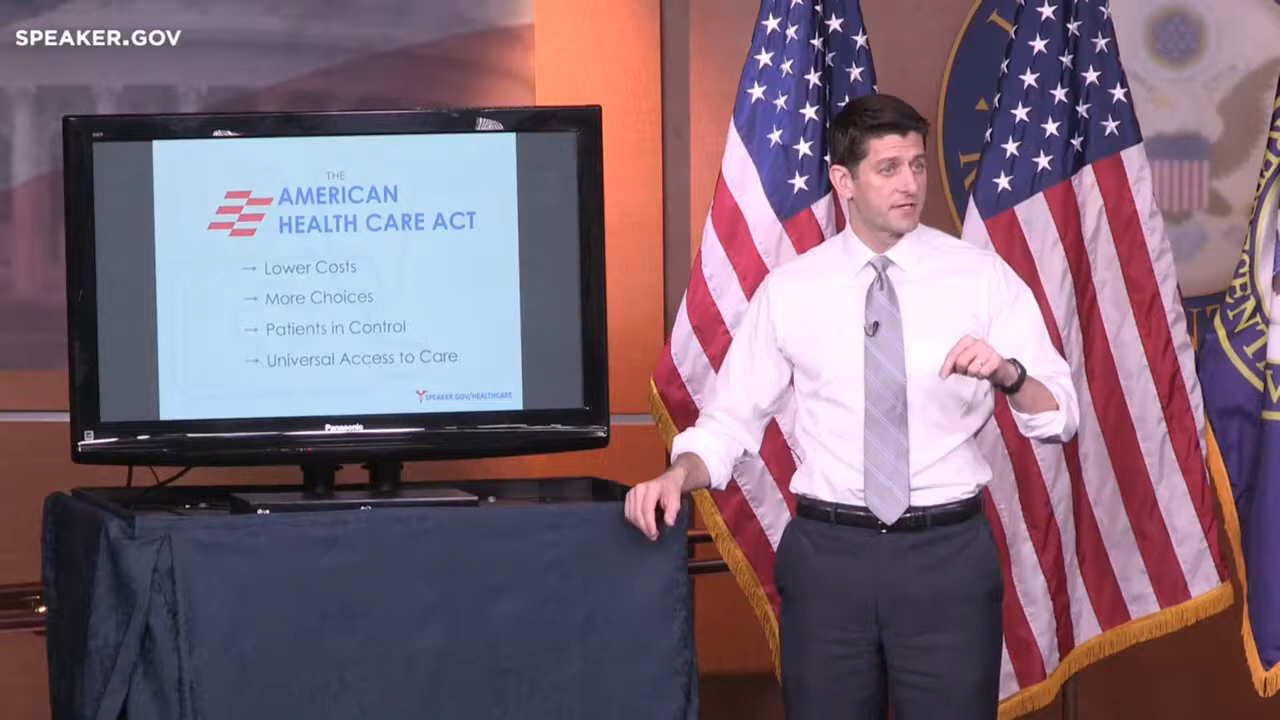 SPEAKER.GOV
THE
AMERICAN
HEALTH CARE ACT
→ Lower Costs
→ More Choices
→ Patients in Control
→ Universal Access to Care
SPEAKER.GOV/HEALTHCARE
Panasonic